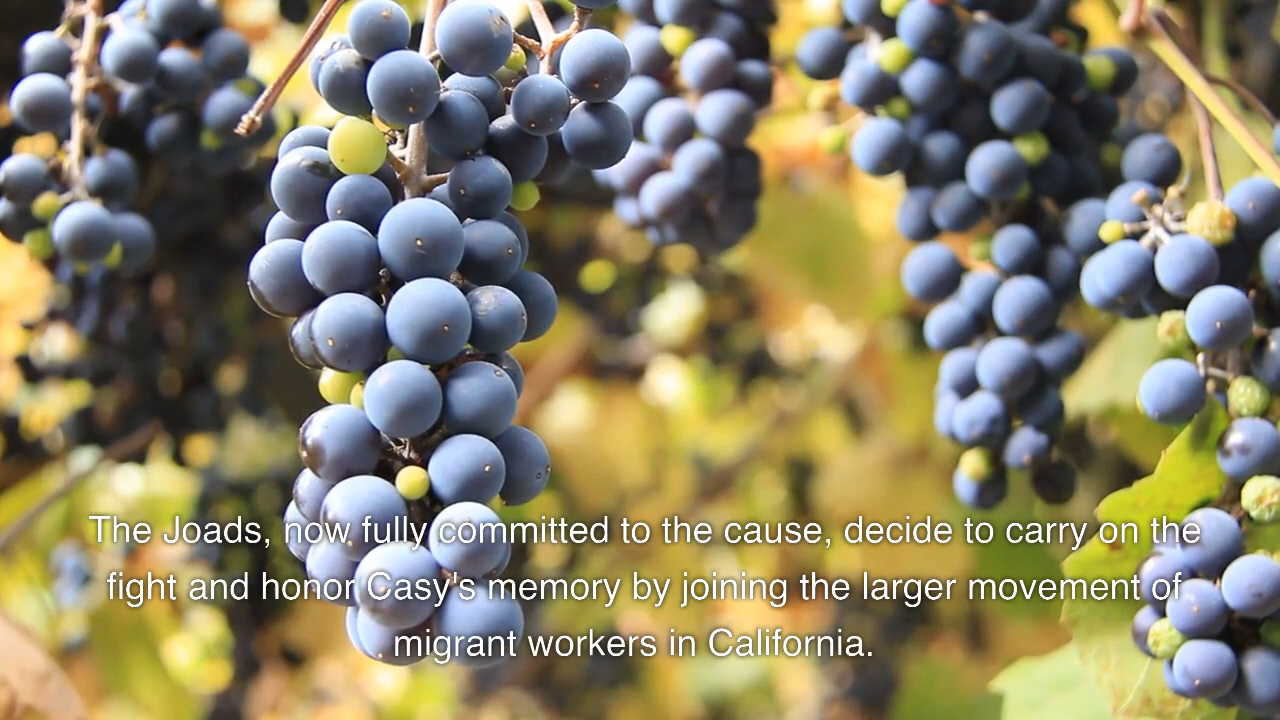 The Joads, now fully committed to the cause, decide to carry on the
fight and honor Casy's memory by joining the larger movement of
migrant workers in California.